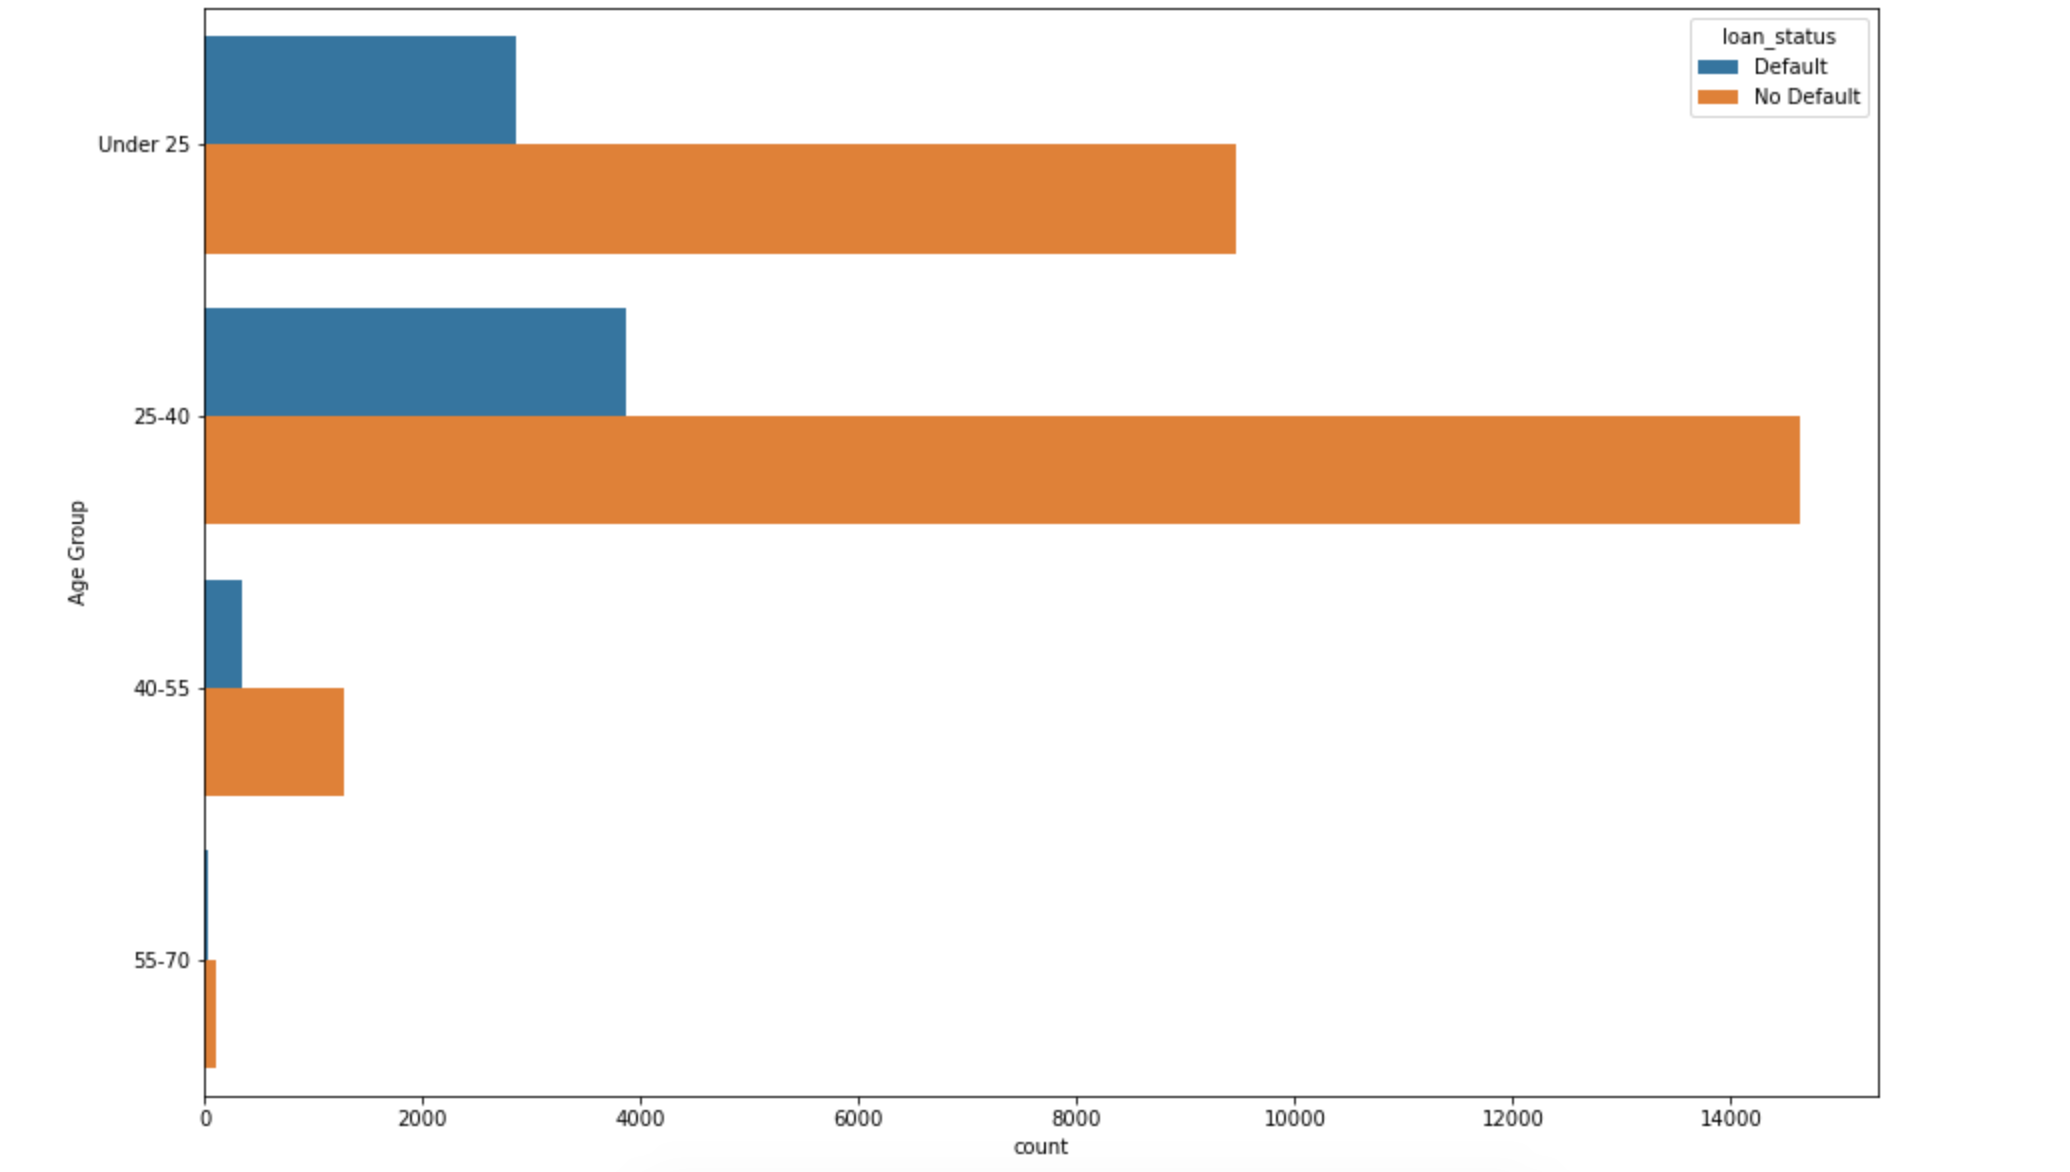 loan_status
Default
No Default
Under 25
25-40
40-55
55-70
Age Group
0 2000 4000 6000 8000 10000 12000 14000
count